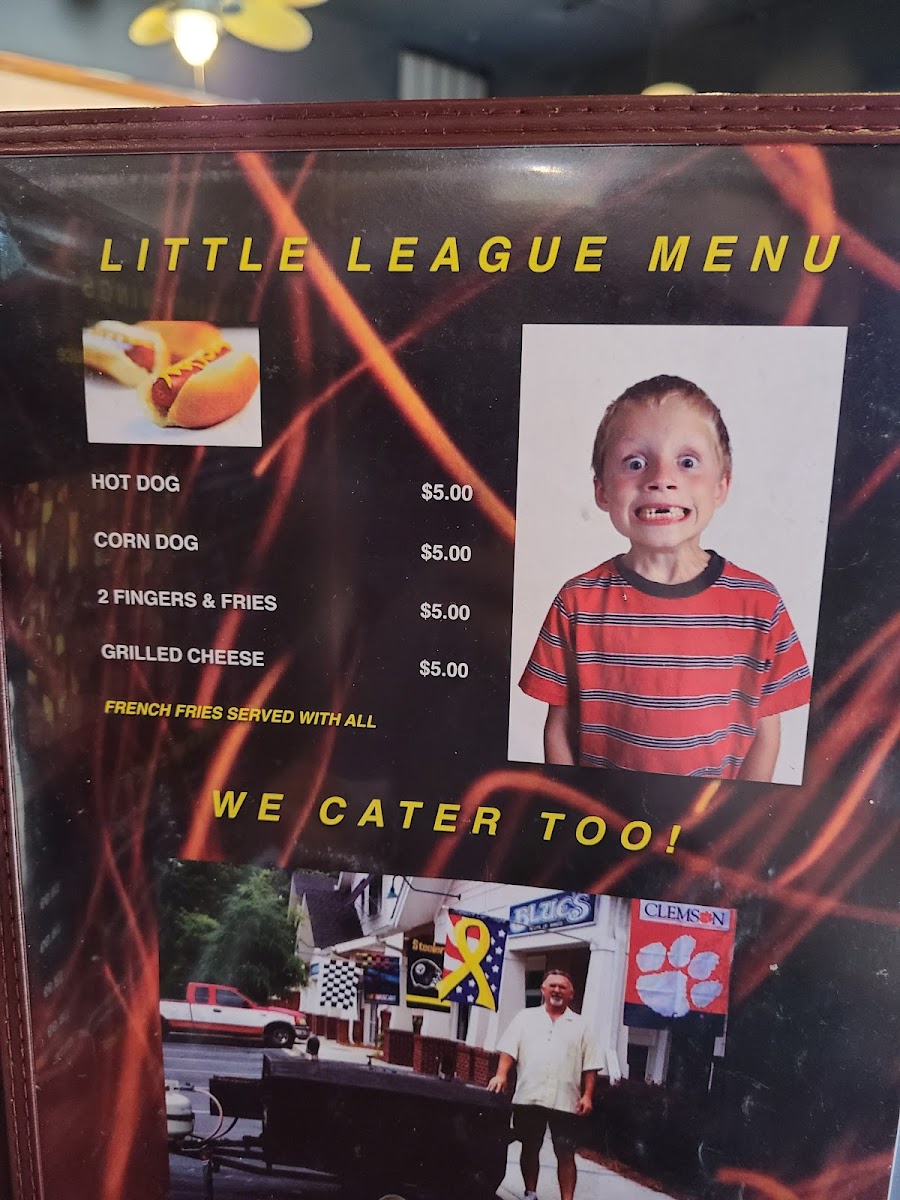 LITTLE LEAGUE MENU
HOT DOG $5.00
CORN DOG $5.00
2 FINGERS & FRIES $5.00
GRILLED CHEESE $5.00
FRENCH FRIES SERVED WITH ALL
WE CATER TOO!
BLUES
CLEMSON
Steelers